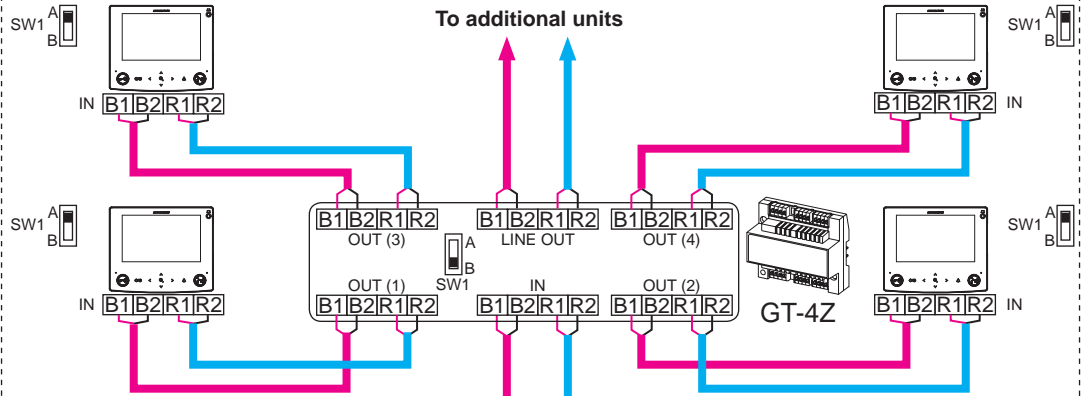 SW1 A B
To additional units
SW1 A B
IN B1 B2 R1 R2
B1 B2 R1 R2 IN
SW1 A B
B1 B2 R1 R2
OUT (3)
B1 B2 R1 R2
LINE OUT
B1 B2 R1 R2
OUT (4)
SW1 A B
A
B
SW1
OUT (1)
B1 B2 R1 R2
IN
B1 B2 R1 R2
OUT (2)
B1 B2 R1 R2
GT-4Z
IN B1 B2 R1 R2
B1 B2 R1 R2 IN